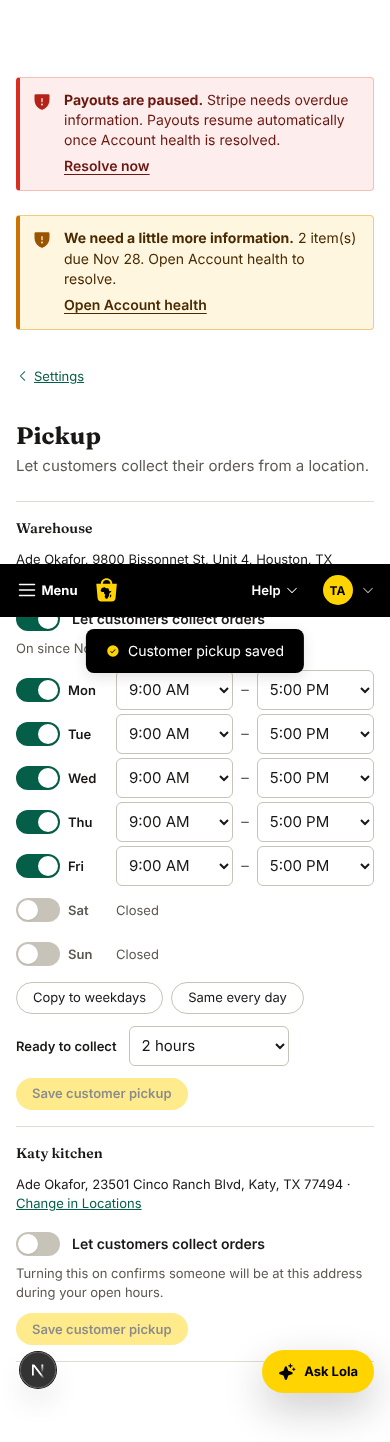 Payouts are paused. Stripe needs overdue
information. Payouts resume automatically
once Account health is resolved.
Resolve now
We need a little more information. 2 item(s)
due Nov 28. Open Account health to
resolve.
Open Account health
Settings
Pickup
Let customers collect their orders from a location.
Warehouse
Ade Okafor, 9800 Bissonnet St, Unit 4, Houston, TX
Menu
Help
TA
Let customers collect orders
On since No
Customer pickup saved
Mon 9:00 AM – 5:00 PM
Tue 9:00 AM – 5:00 PM
Wed 9:00 AM – 5:00 PM
Thu 9:00 AM – 5:00 PM
Fri 9:00 AM – 5:00 PM
Sat Closed
Sun Closed
Copy to weekdays Same every day
Ready to collect 2 hours
Save customer pickup
Katy kitchen
Ade Okafor, 23501 Cinco Ranch Blvd, Katy, TX 77494 ·
Change in Locations
Let customers collect orders
Turning this on confirms someone will be at this address
during your open hours.
Save customer pickup
N
Ask Lola